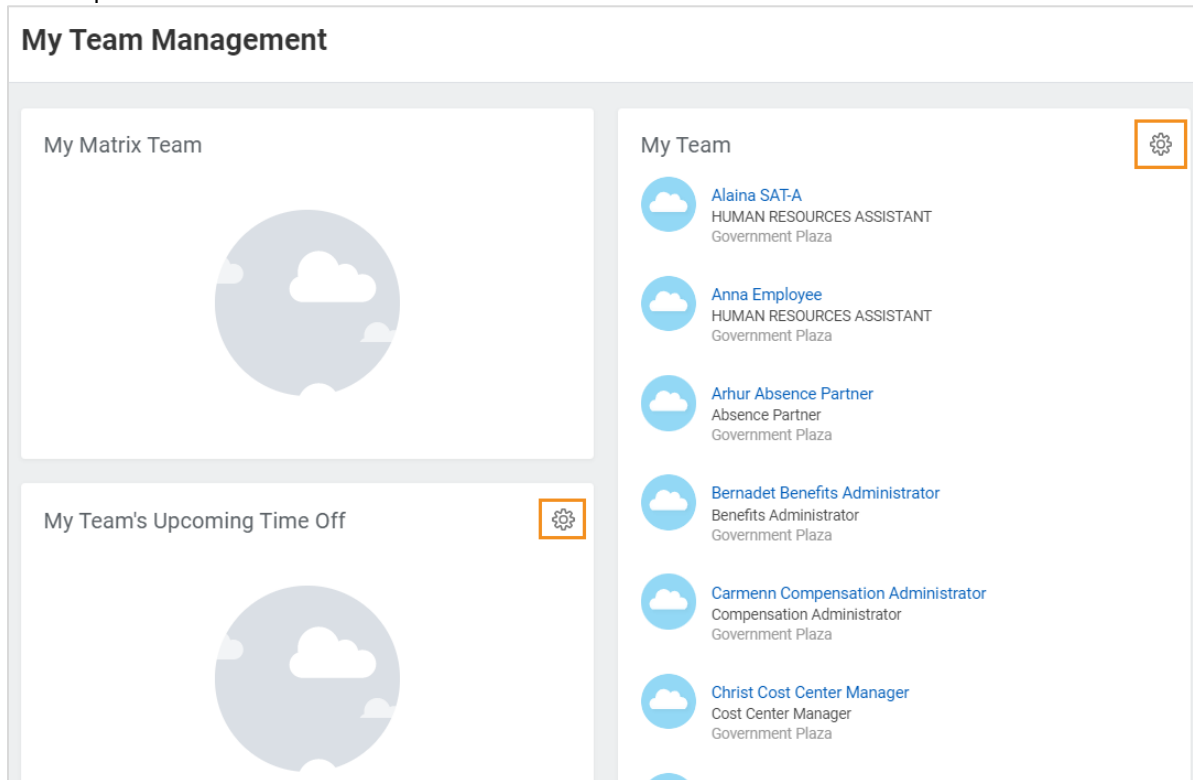 My Team Management
My Matrix Team
My Team's Upcoming Time Off
My Team
Alaina SAT-A
HUMAN RESOURCES ASSISTANT
Government Plaza
Anna Employee
HUMAN RESOURCES ASSISTANT
Government Plaza
Arhur Absence Partner
Absence Partner
Government Plaza
Bernadet Benefits Administrator
Benefits Administrator
Government Plaza
Carmenn Compensation Administrator
Compensation Administrator
Government Plaza
Christ Cost Center Manager
Cost Center Manager
Government Plaza